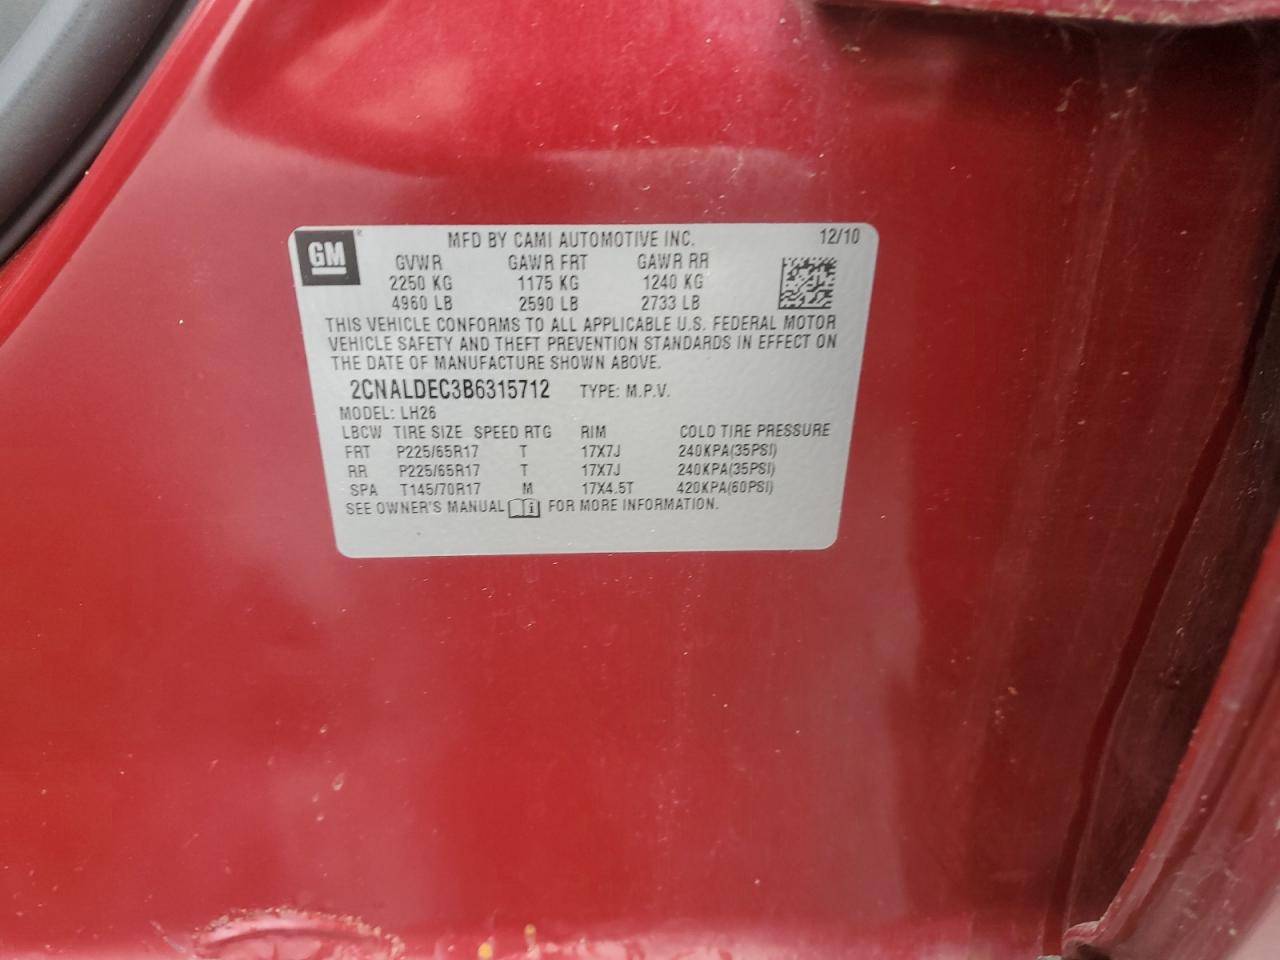 GM® MFD BY CAMI AUTOMOTIVE INC. 12/10
GVWR GAWR FRT GAWR RR
2250 KG 1175 KG 1240 KG
4960 LB 2590 LB 2733 LB
THIS VEHICLE CONFORMS TO ALL APPLICABLE U.S. FEDERAL MOTOR
VEHICLE SAFETY AND THEFT PREVENTION STANDARDS IN EFFECT ON
THE DATE OF MANUFACTURE SHOWN ABOVE.
2CNALDEC3B6315712 TYPE: M.P.V.
MODEL: LH26
LBCW TIRE SIZE SPEED RTG RIM COLD TIRE PRESSURE
FRT P225/65R17 T 17X7J 240KPA(35PSI)
RR P225/65R17 T 17X7J 240KPA(35PSI)
SPA T145/70R17 M 17X4.5T 420KPA(60PSI)
SEE OWNER'S MANUAL i FOR MORE INFORMATION.